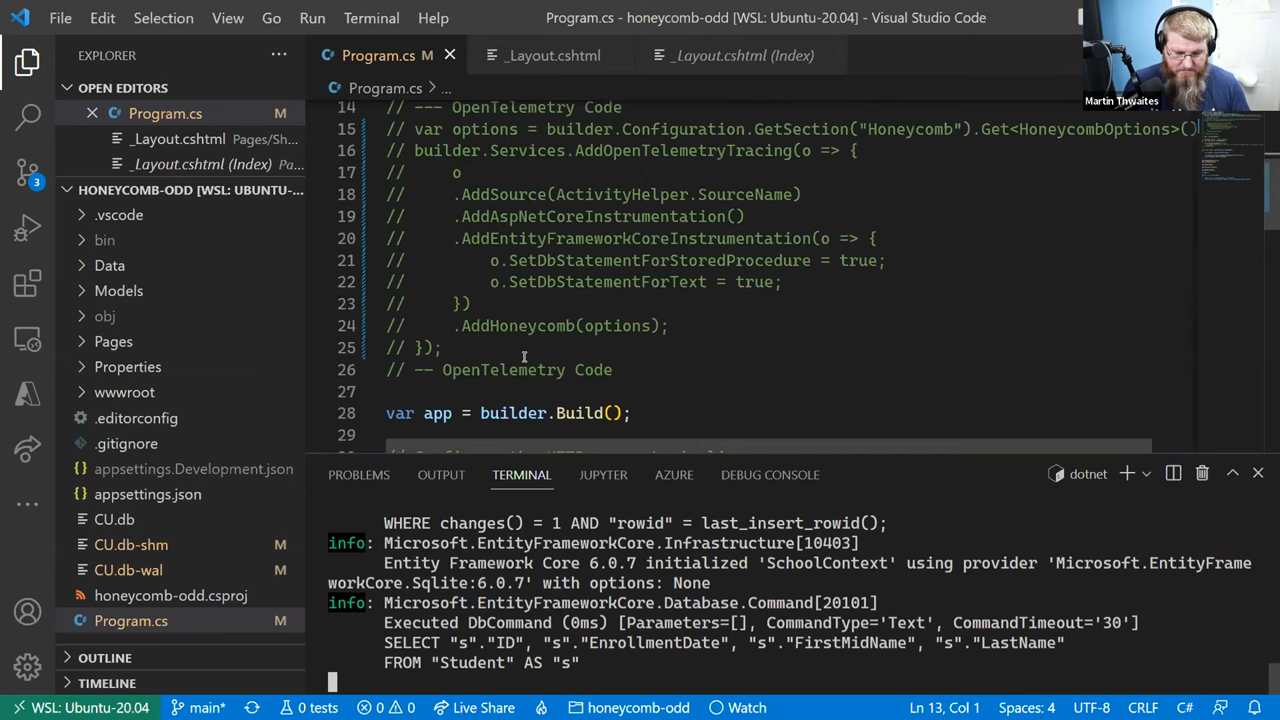 File Edit Selection View Go Run Terminal Help
Program.cs - honeycomb-odd [WSL: Ubuntu-20.04] - Visual Studio Code
Martin Thwaites
EXPLORER
OPEN EDITORS
Program.cs M
_Layout.cshtml Pages/Sh...
_Layout.cshtml (Index) Pa...
HONEYCOMB-ODD [WSL: UBUNTU-...
.vscode
bin
Data
Models
obj
Pages
Properties
wwwroot
.editorconfig
.gitignore
appsettings.Development.json
appsettings.json
CU.db
CU.db-shm M
CU.db-wal M
honeycomb-odd.csproj
Program.cs M
OUTLINE
TIMELINE
3
Program.cs M
_Layout.cshtml
_Layout.cshtml (Index)
Program.cs > ...
14 // --- OpenTelemetry Code
15 // var options = builder.Configuration.GetSection("Honeycomb").Get<HoneycombOptions>()
16 // builder.Services.AddOpenTelemetryTracing(o => {
17 // o
18 // .AddSource(ActivityHelper.SourceName)
19 // .AddAspNetCoreInstrumentation()
20 // .AddEntityFrameworkCoreInstrumentation(o => {
21 // o.SetDbStatementForStoredProcedure = true;
22 // o.SetDbStatementForText = true;
23 // })
24 // .AddHoneycomb(options);
25 // });
26 // -- OpenTelemetry Code
27
28 var app = builder.Build();
29
PROBLEMS OUTPUT TERMINAL JUPYTER AZURE DEBUG CONSOLE
dotnet
WHERE changes() = 1 AND "rowid" = last_insert_rowid();
info: Microsoft.EntityFrameworkCore.Infrastructure[10403]
Entity Framework Core 6.0.7 initialized 'SchoolContext' using provider 'Microsoft.EntityFrame
workCore.Sqlite:6.0.7' with options: None
info: Microsoft.EntityFrameworkCore.Database.Command[20101]
Executed DbCommand (0ms) [Parameters=[], CommandType='Text', CommandTimeout='30']
SELECT "s"."ID", "s"."EnrollmentDate", "s"."FirstMidName", "s"."LastName"
FROM "Student" AS "s"
WSL: Ubuntu-20.04 main* 0 tests 0 0 Live Share honeycomb-odd Watch Ln 13, Col 1 Spaces: 4 UTF-8 CRLF C#